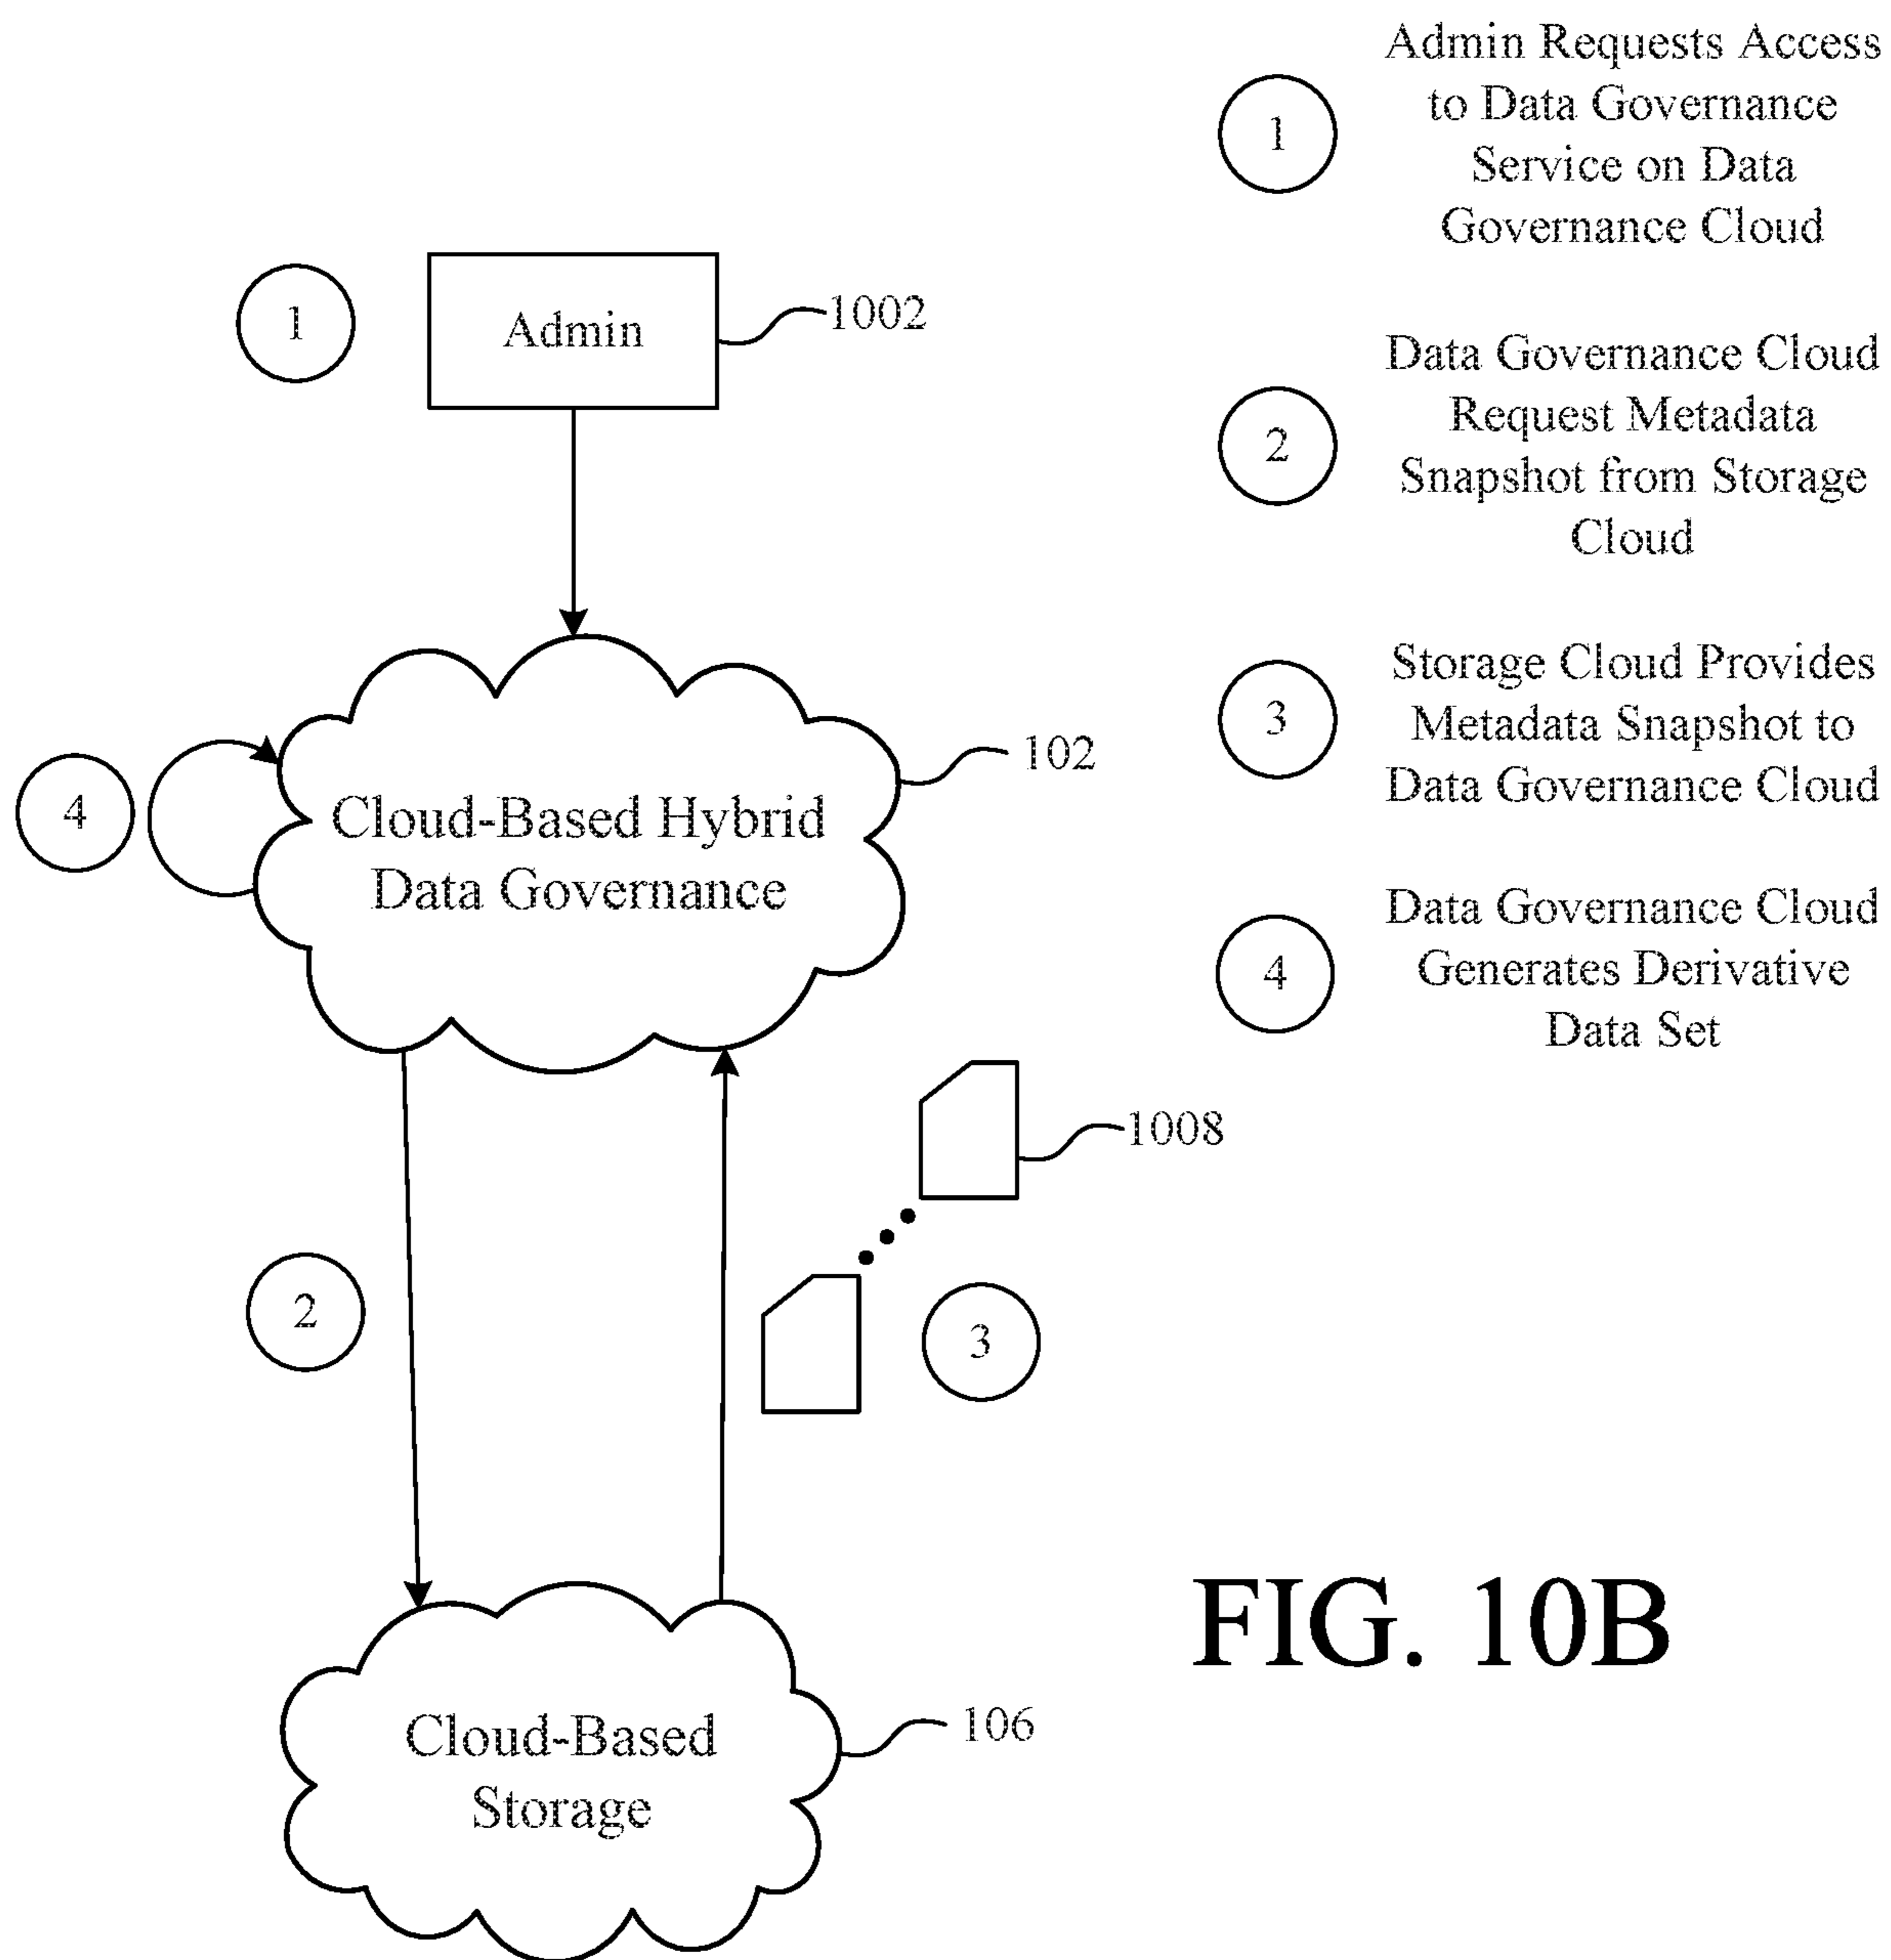 1
Admin Requests Access
to Data Governance
Service on Data
Governance Cloud
1
Admin
1002
2
Data Governance Cloud
Request Metadata
Snapshot from Storage
Cloud
3
Storage Cloud Provides
Metadata Snapshot to
Data Governance Cloud
102
4
Cloud-Based Hybrid
Data Governance
4
Data Governance Cloud
Generates Derivative
Data Set
1008
2
3
FIG. 10B
106
Cloud-Based
Storage